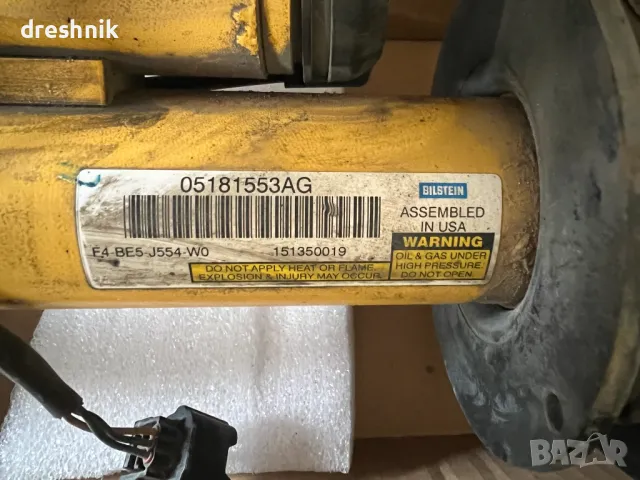 dreshnik
05181553AG
BILSTEIN
ASSEMBLED
IN USA
F4-BE5-J554-W0 151350019
WARNING
OIL & GAS UNDER
HIGH PRESSURE
DO NOT OPEN.
DO NOT APPLY HEAT OR FLAME.
EXPLOSION & INJURY MAY OCCUR.
BAZAR